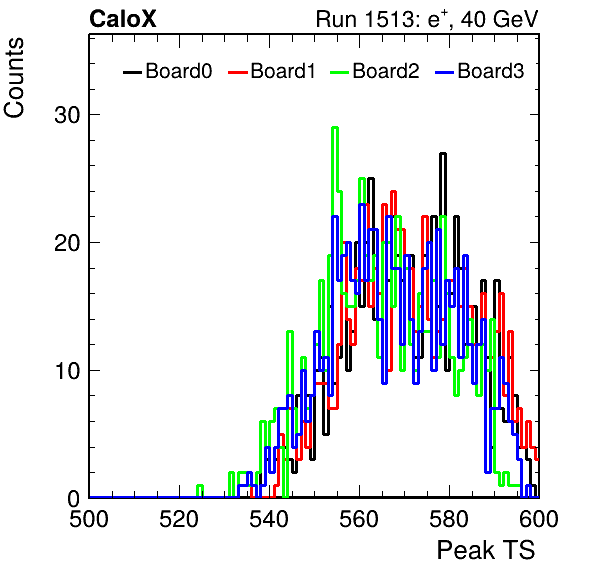 CaloX Run 1513: e⁺, 40 GeV
Counts
Board0 Board1 Board2 Board3
30
20
10
0
500 520 540 560 580 600
Peak TS